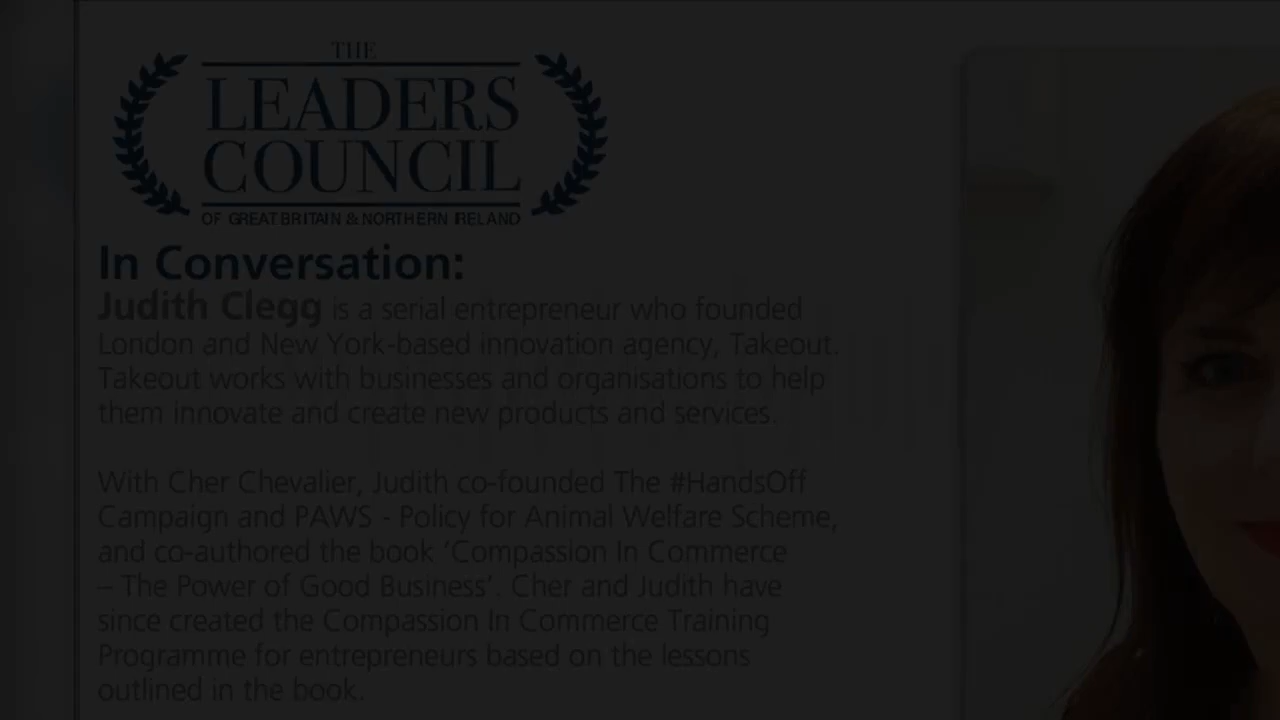 THE
LEADERS
COUNCIL
OF GREAT BRITAIN & NORTHERN IRELAND
In Conversation:
Judith Clegg is a serial entrepreneur who founded
London and New York-based innovation agency, Takeout.
Takeout works with businesses and organisations to help
them innovate and create new products and services.
With Cher Chevalier, Judith co-founded The #HandsOff
Campaign and PAWS - Policy for Animal Welfare Scheme,
and co-authored the book ‘Compassion In Commerce
– The Power of Good Business’. Cher and Judith have
since created the Compassion In Commerce Training
Programme for entrepreneurs based on the lessons
outlined in the book.